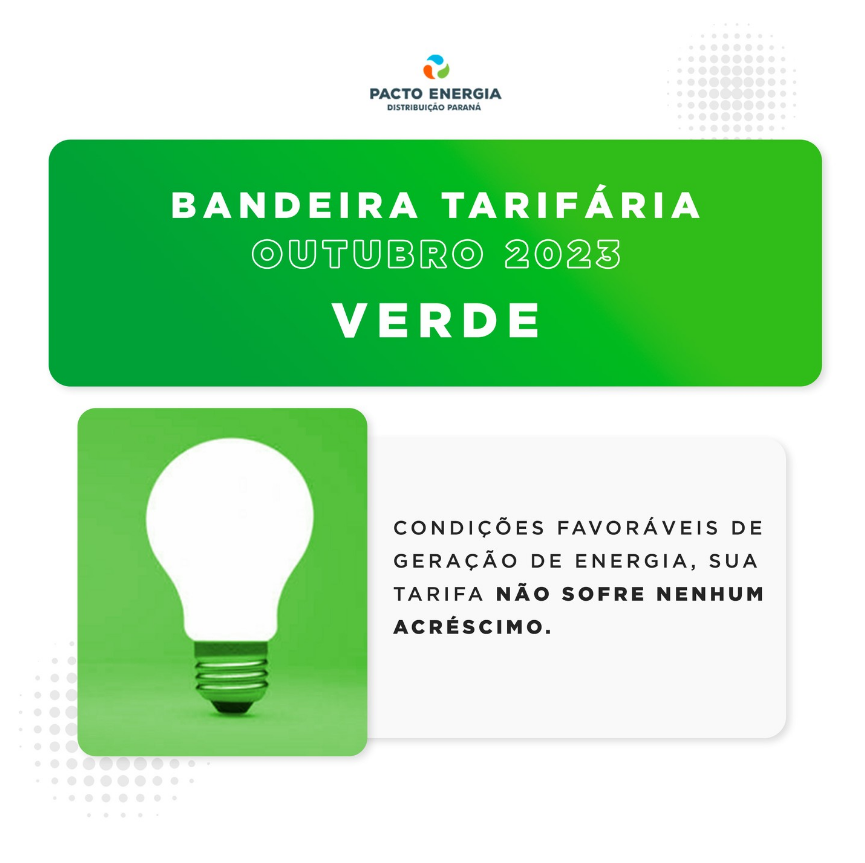 PACTO ENERGIA
DISTRIBUIÇÃO PARANÁ
BANDEIRA TARIFÁRIA
OUTUBRO 2023
VERDE
CONDIÇÕES FAVORÁVEIS DE
GERAÇÃO DE ENERGIA, SUA
TARIFA NÃO SOFRE NENHUM
ACRÉSCIMO.